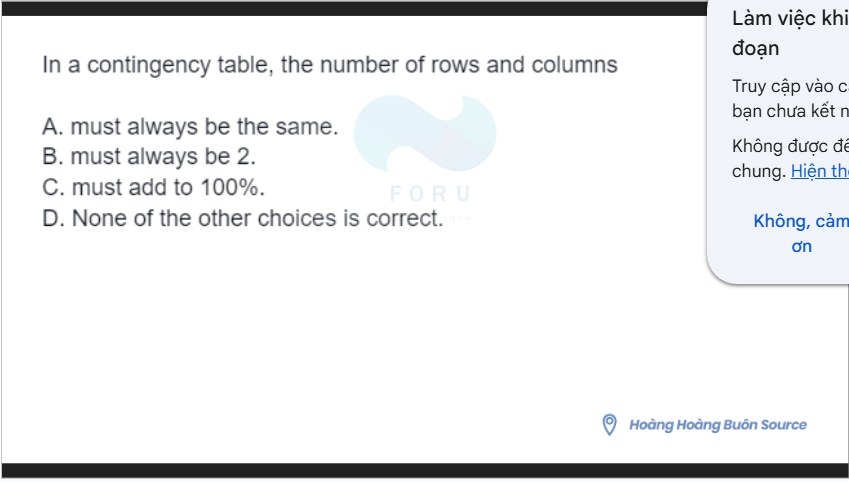 In a contingency table, the number of rows and columns
A. must always be the same.
B. must always be 2.
C. must add to 100%.
D. None of the other choices is correct.
FORU
Hoàng Hoàng Buôn Source
Làm việc khi
đoạn
Truy cập vào
bạn chưa kết
Không được
chung. Hiện
Không, cảm
ơn